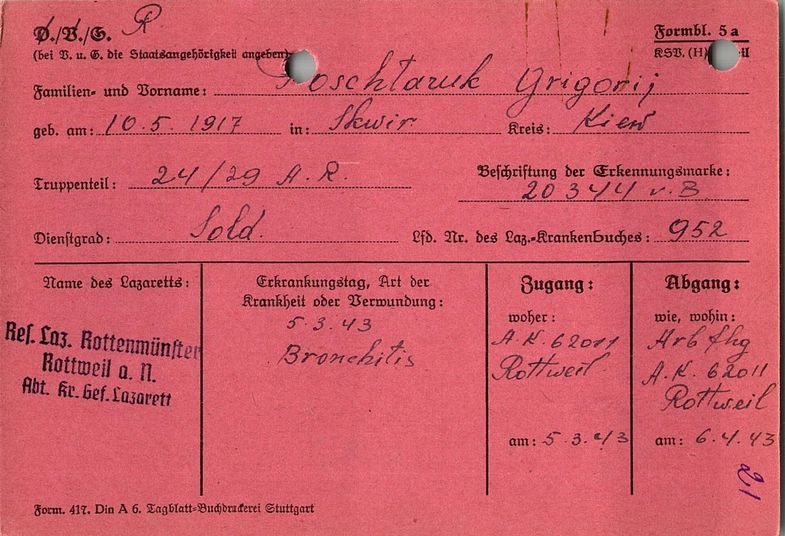 D./V./G. R
Formbl. 5a
(bei V. u. G. die Staatsangehörigkeit angeben)
KSV. (H)
Familien- und Vorname: Poschtaruk Grigorij
geb. am: 10.5.1917 in: Skwir Kreis: Kiew
Truppenteil: 24/29 A.R.
Beschriftung der Erkennungsmarke:
20344 v. B
Dienstgrad: Sold. Lfd. Nr. des Laz.-Krankenbuches: 952
Name des Lazaretts:
Res. Laz. Rottenmünster
Rottweil a. N.
Abt. Kr. Gef. Lazarett
Erkrankungstag, Art der
Krankheit oder Verwundung:
5.3.43
Bronchitis
Zugang:
woher:
A.K. 62011
Rottweil
am: 5.3.43
Abgang:
wie, wohin:
Arb fhg
A.K. 62011
Rottweil
am: 6.4.43
Form. 417. Din A 6. Tagblatt-Buchdruckerei Stuttgart